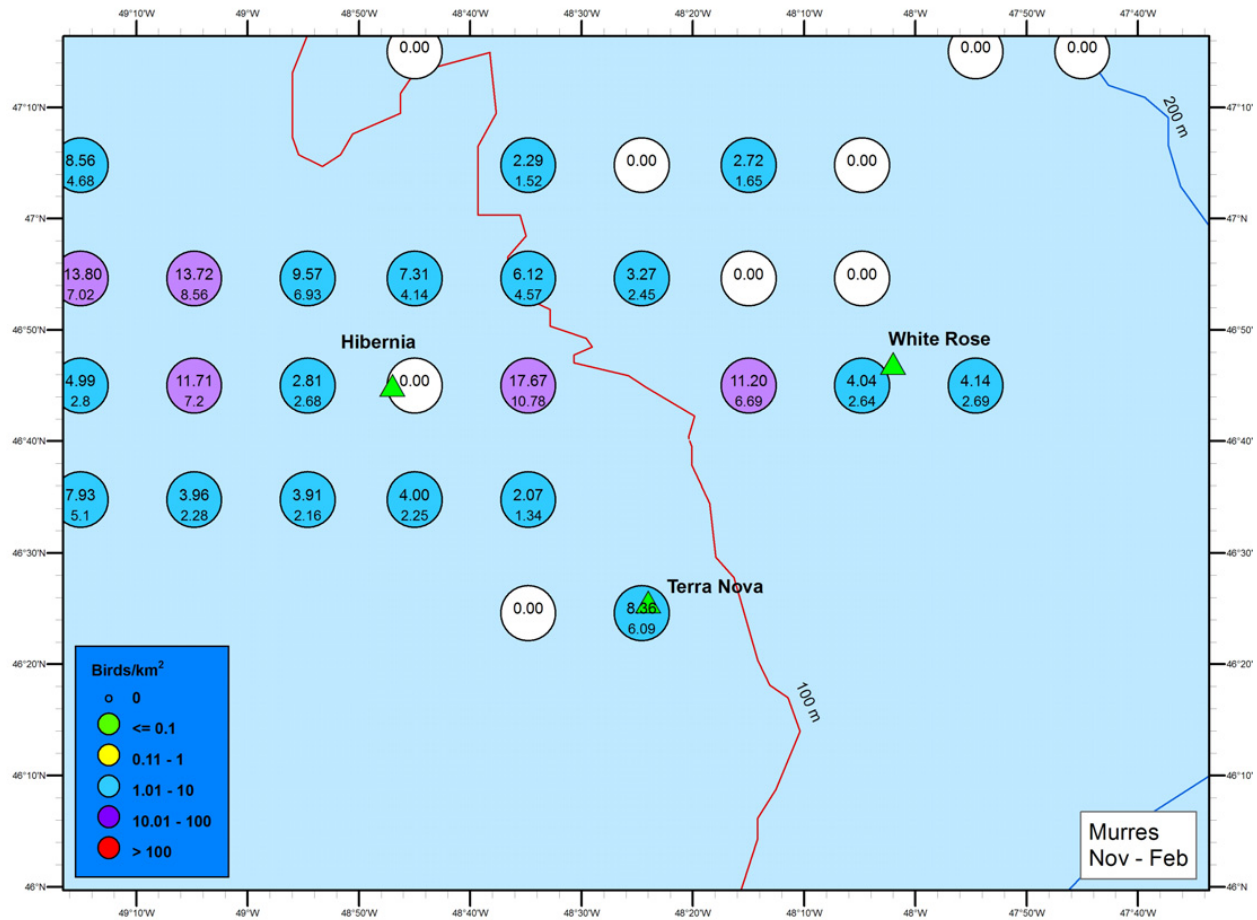 49°10'W 49°W 48°50'W 48°40'W 48°30'W 48°20'W 48°10'W 48°W 47°50'W 47°40'W
0.00 0.00 0.00
47°10'N 47°10'N
200 m
8.56 2.29 0.00 2.72 0.00
4.68 1.52 1.65
47°N 47°N
13.80 13.72 9.57 7.31 6.12 3.27 0.00 0.00
7.02 8.56 6.93 4.14 4.57 2.45
46°50'N 46°50'N
Hibernia White Rose
4.99 11.71 2.81 0.00 17.67 11.20 4.04 4.14
2.8 7.2 2.68 10.78 6.69 2.64 2.69
46°40'N 46°40'N
7.93 3.96 3.91 4.00 2.07
5.1 2.28 2.16 2.25 1.34
46°30'N 46°30'N
Terra Nova
0.00 8.36
6.09
46°20'N 46°20'N
100 m
Birds/km²
0
<= 0.1
0.11 - 1
1.01 - 10
10.01 - 100
> 100
46°10'N 46°10'N
Murres
Nov - Feb
46°N 46°N
49°10'W 49°W 48°50'W 48°40'W 48°30'W 48°20'W 48°10'W 48°W 47°50'W 47°40'W